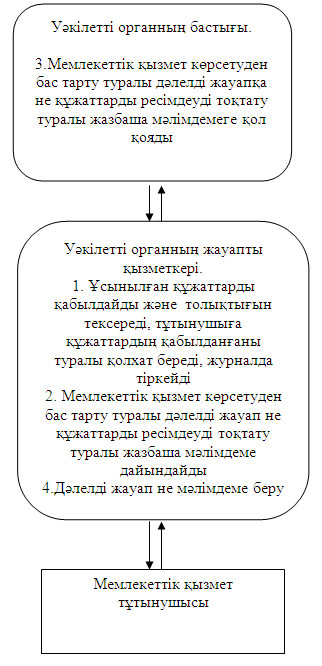 Уәкілетті органның бастығы.
3.Мемлекеттік қызмет көрсетуден
бас тарту туралы дәлелді жауапқа
не құжаттарды ресімдеуді тоқтату
туралы жазбаша мәлімдемеге қол
қояды
Уәкілетті органның жауапты
қызметкері.
1. Ұсынылған құжаттарды
қабылдайды және толықтығын
тексереді, тұтынушыға
құжаттардың қабылданғаны
туралы қолхат береді, журналда
тіркейді
2. Мемлекеттік қызмет көрсетуден
бас тарту туралы дәлелді жауап не
құжаттарды ресімдеуді тоқтату
туралы жазбаша мәлімдеме
дайындайды
4.Дәлелді жауап не мәлімдеме беру
Мемлекеттік қызмет
тұтынушысы